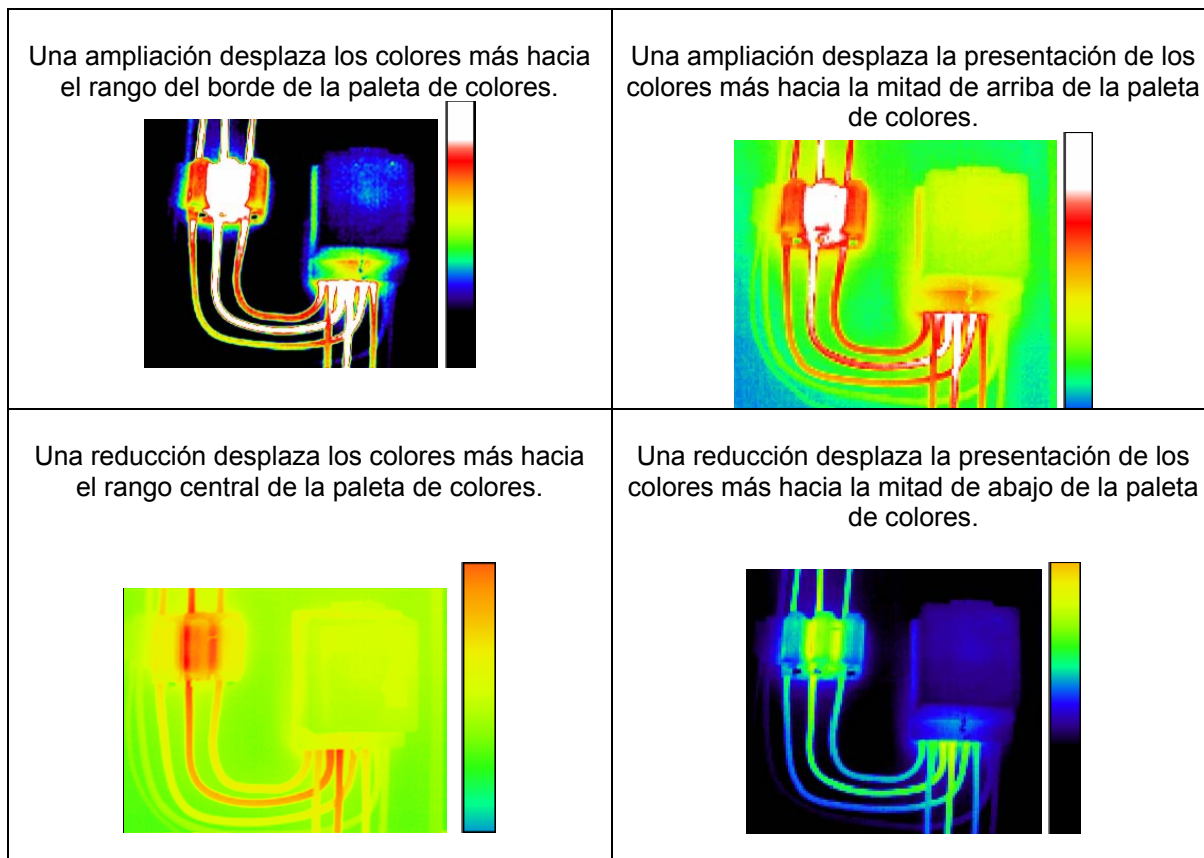 Una ampliación desplaza los colores más hacia
el rango del borde de la paleta de colores.
Una ampliación desplaza la presentación de los
colores más hacia la mitad de arriba de la paleta
de colores.
Una reducción desplaza los colores más hacia
el rango central de la paleta de colores.
Una reducción desplaza la presentación de los
colores más hacia la mitad de abajo de la paleta
de colores.